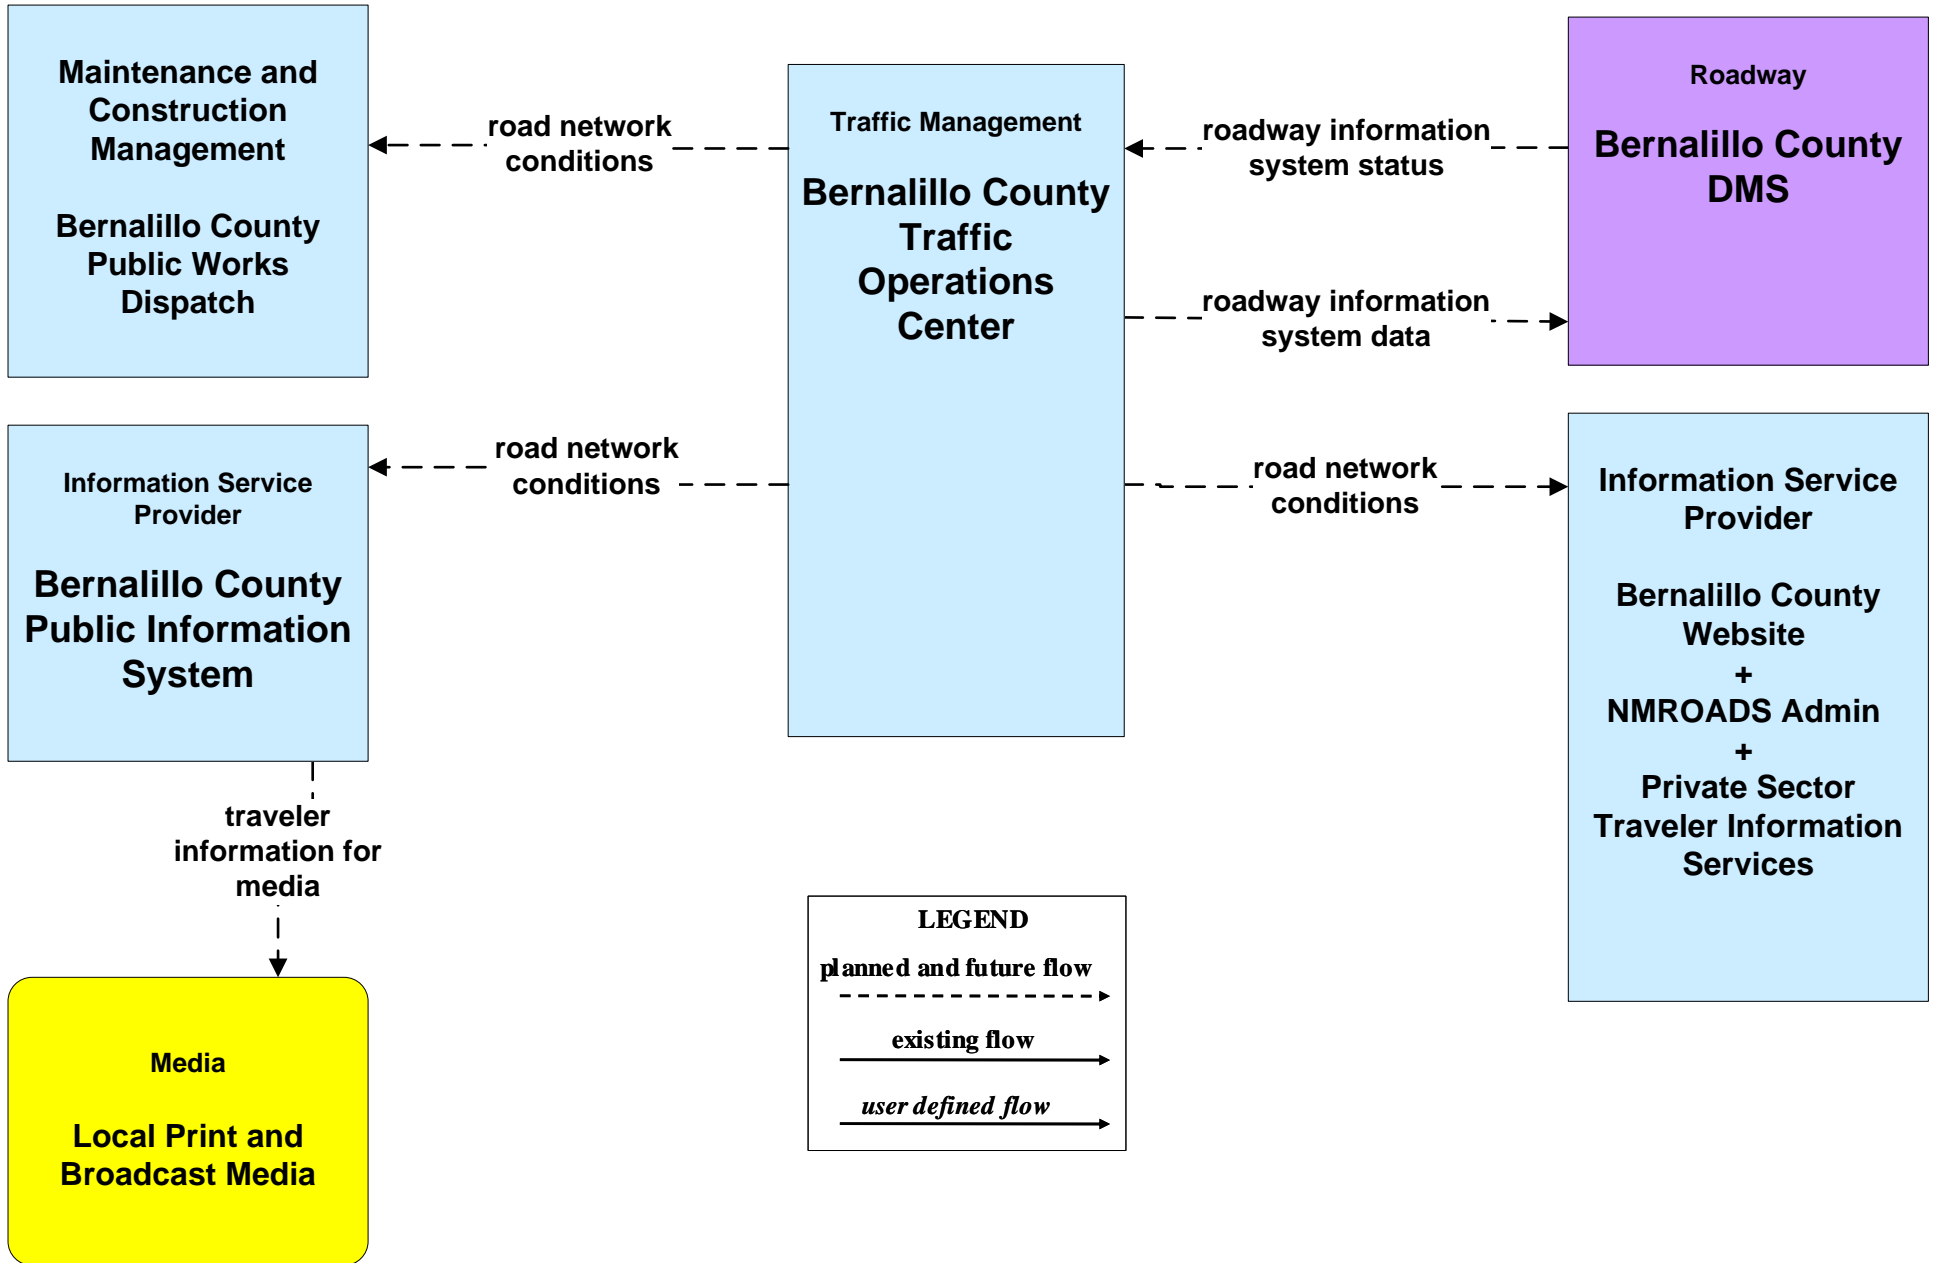 Maintenance and
Construction
Management
Bernalillo County
Public Works
Dispatch
road network
conditions
Traffic Management
Bernalillo County
Traffic
Operations
Center
roadway information
system status
Roadway
Bernalillo County
DMS
roadway information
system data
Information Service
Provider
Bernalillo County
Public Information
System
road network
conditions
road network
conditions
Information Service
Provider
Bernalillo County
Website
+
NMROADS Admin
+
Private Sector
Traveler Information
Services
traveler
information for
media
Media
Local Print and
Broadcast Media
LEGEND
planned and future flow
existing flow
user defined flow